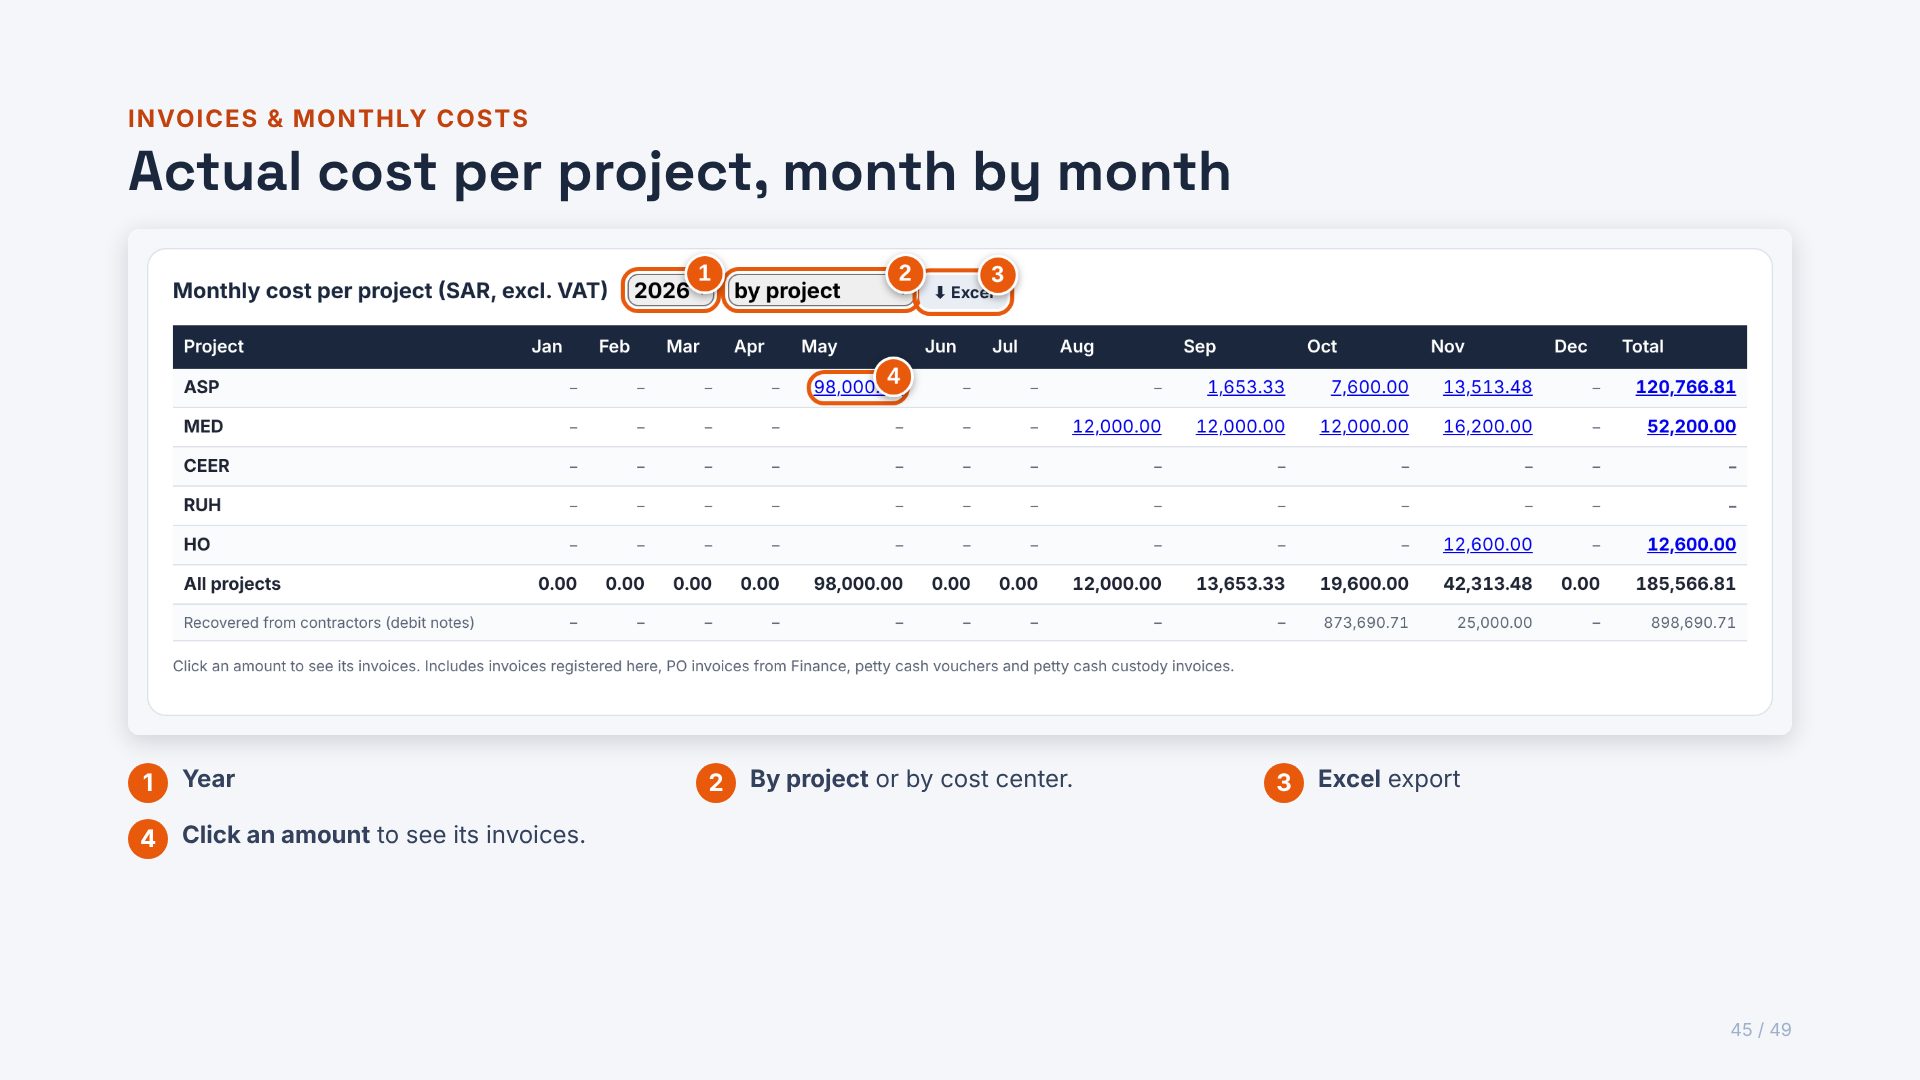 INVOICES & MONTHLY COSTS
Actual cost per project, month by month
Monthly cost per project (SAR, excl. VAT) 2026 1 by project 2 ⬇ Excel 3
Project Jan Feb Mar Apr May Jun Jul Aug Sep Oct Nov Dec Total
ASP – – – – 98,000. 4 – – – 1,653.33 7,600.00 13,513.48 – 120,766.81
MED – – – – – – – 12,000.00 12,000.00 12,000.00 16,200.00 – 52,200.00
CEER – – – – – – – – – – – – –
RUH – – – – – – – – – – – – –
HO – – – – – – – – – – 12,600.00 – 12,600.00
All projects 0.00 0.00 0.00 0.00 98,000.00 0.00 0.00 12,000.00 13,653.33 19,600.00 42,313.48 0.00 185,566.81
Recovered from contractors (debit notes) – – – – – – – – – 873,690.71 25,000.00 – 898,690.71
Click an amount to see its invoices. Includes invoices registered here, PO invoices from Finance, petty cash vouchers and petty cash custody invoices.
1 Year
2 By project or by cost center.
3 Excel export
4 Click an amount to see its invoices.
45 / 49